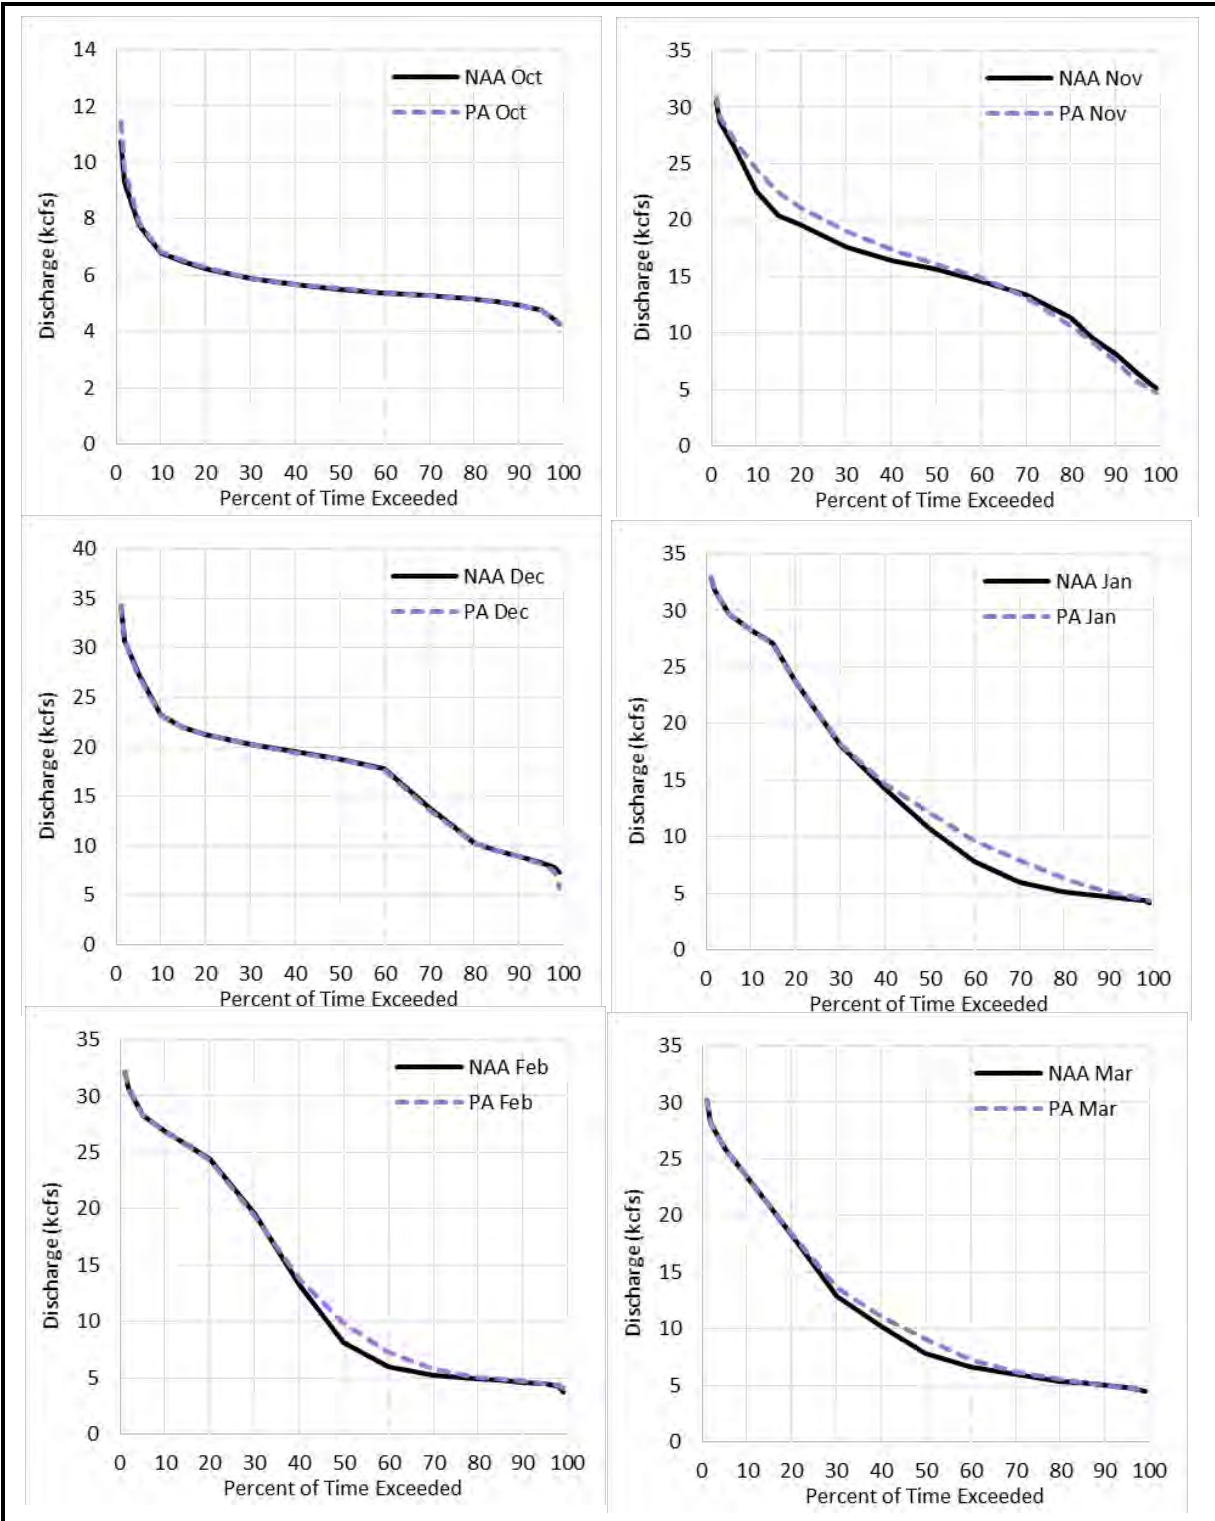 14
12
10
8
6
4
2
0
Discharge (kcfs)
NAA Oct
PA Oct
0 10 20 30 40 50 60 70 80 90 100
Percent of Time Exceeded
35
30
25
20
15
10
5
0
Discharge (kcfs)
NAA Nov
PA Nov
0 10 20 30 40 50 60 70 80 90 100
Percent of Time Exceeded
40
35
30
25
20
15
10
5
0
Discharge (kcfs)
NAA Dec
PA Dec
0 10 20 30 40 50 60 70 80 90 100
Percent of Time Exceeded
35
30
25
20
15
10
5
0
Discharge (kcfs)
NAA Jan
PA Jan
0 10 20 30 40 50 60 70 80 90 100
Percent of Time Exceeded
35
30
25
20
15
10
5
0
Discharge (kcfs)
NAA Feb
PA Feb
0 10 20 30 40 50 60 70 80 90 100
Percent of Time Exceeded
35
30
25
20
15
10
5
0
Discharge (kcfs)
NAA Mar
PA Mar
0 10 20 30 40 50 60 70 80 90 100
Percent of Time Exceeded